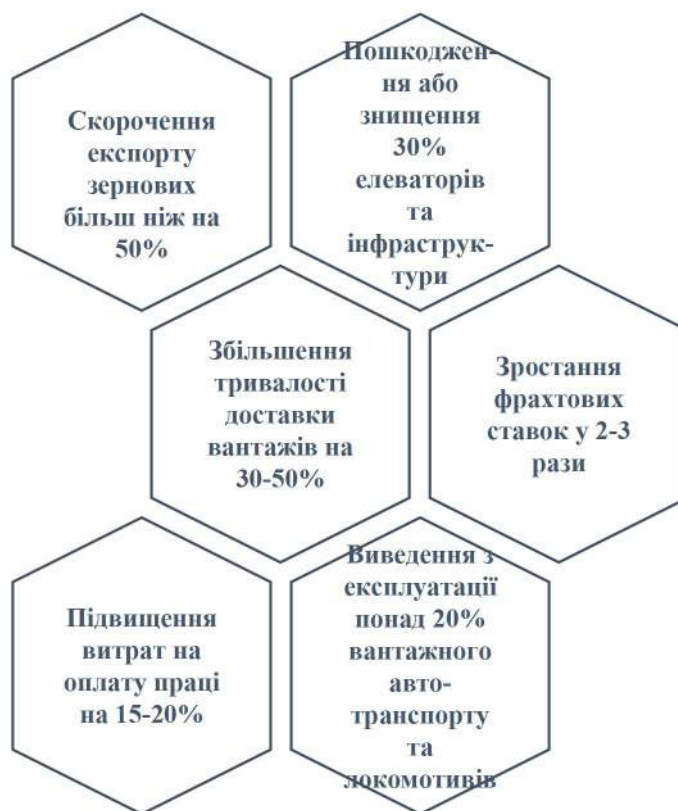 Скорочення
експорту
зернових
більш ніж на
50%
Пошкоджен-
ня або
знищення
30%
елеваторів
та
інфраструк-
тури
Збільшення
тривалості
доставки
вантажів на
30-50%
Зростання
фрахтових
ставок у 2-3
рази
Підвищення
витрат на
оплату праці
на 15-20%
Виведення з
експлуатації
понад 20%
вантажного
авто-
транспорту
та
локомотивів